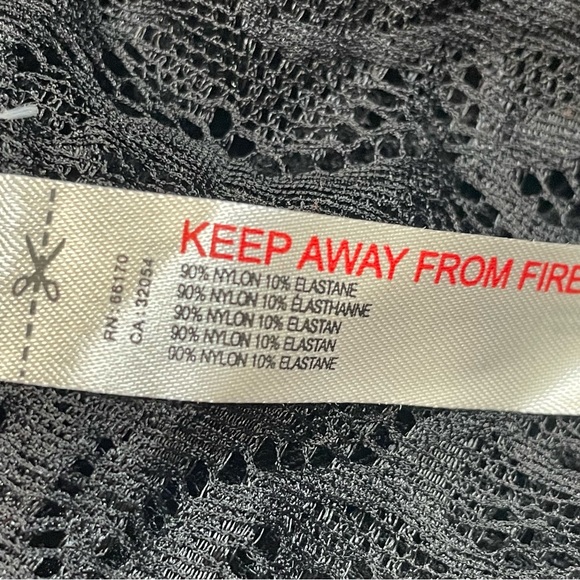 RN: 66170
CA: 32054
KEEP AWAY FROM FIRE
90% NYLON 10% ELASTANE
90% NYLON 10% ÉLASTHANNE
90% NYLON 10% ELASTAN
90% NYLON 10% ELASTAN
90% NYLON 10% ELASTANE